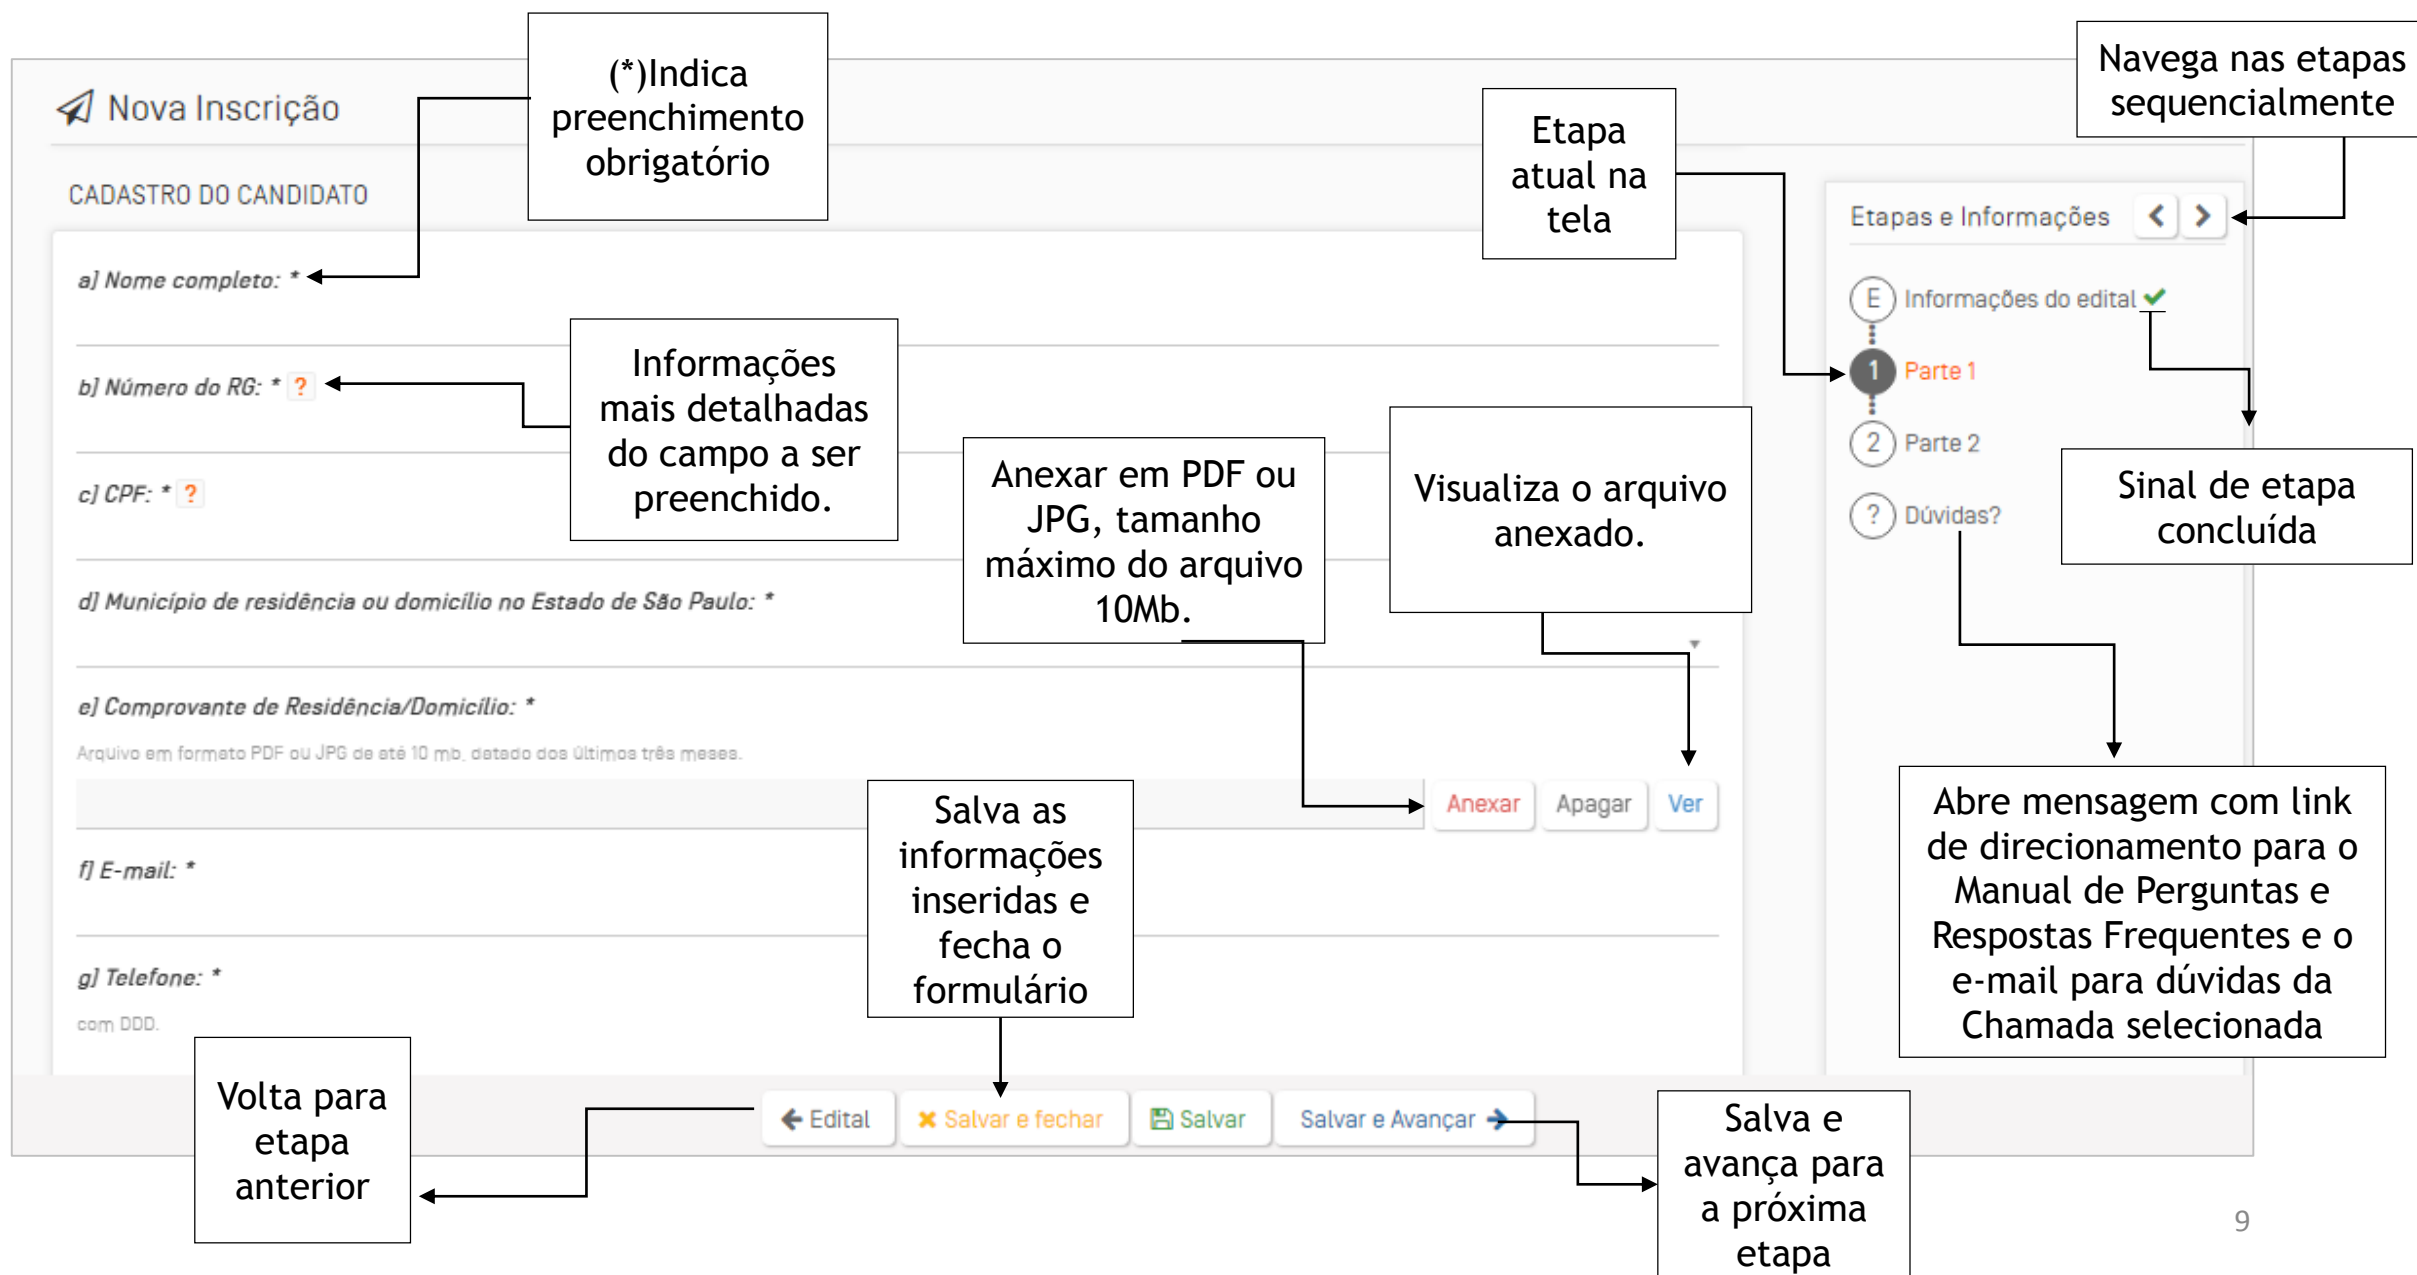 (*)Indica
preenchimento
obrigatório
Navega nas etapas
sequencialmente
Nova Inscrição
Etapa
atual na
tela
CADASTRO DO CANDIDATO
Etapas e Informações
a) Nome completo: *
E Informações do edital
Informações
mais detalhadas
do campo a ser
preenchido.
b) Número do RG: * ?
1 Parte 1
2 Parte 2
Anexar em PDF ou
JPG, tamanho
máximo do arquivo
10Mb.
Visualiza o arquivo
anexado.
Sinal de etapa
concluída
c) CPF: * ?
? Dúvidas?
d) Município de residência ou domicílio no Estado de São Paulo: *
e) Comprovante de Residência/Domicílio: *
Arquivo em formato PDF ou JPG de até 10 mb, datado dos últimos três meses.
Anexar Apagar Ver
Salva as
informações
inseridas e
fecha o
formulário
Abre mensagem com link
de direcionamento para o
Manual de Perguntas e
Respostas Frequentes e o
e-mail para dúvidas da
Chamada selecionada
f) E-mail: *
g) Telefone: *
com DDD.
Volta para
etapa
anterior
Edital Salvar e fechar Salvar Salvar e Avançar
Salva e
avança para
a próxima
etapa
9